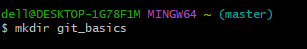 dell@DESKTOP-1G78F1M MINGW64 ~ (master)
$ mkdir git_basics